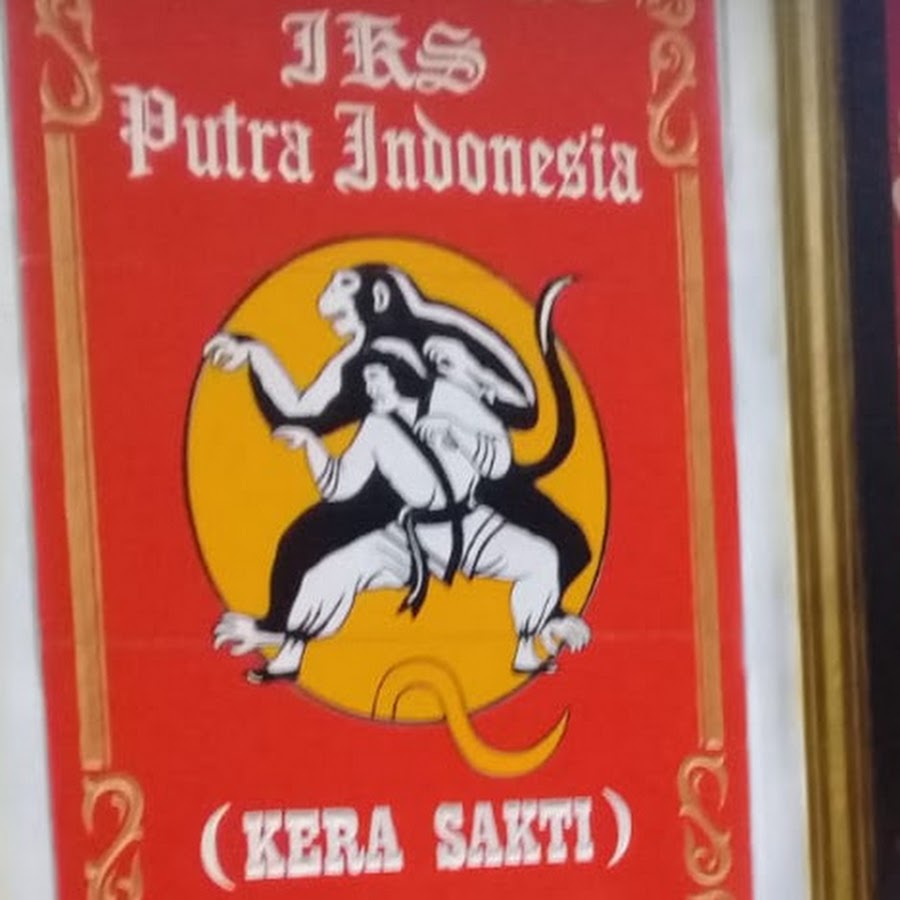 IKS
Putra Indonesia
(KERA SAKTI)